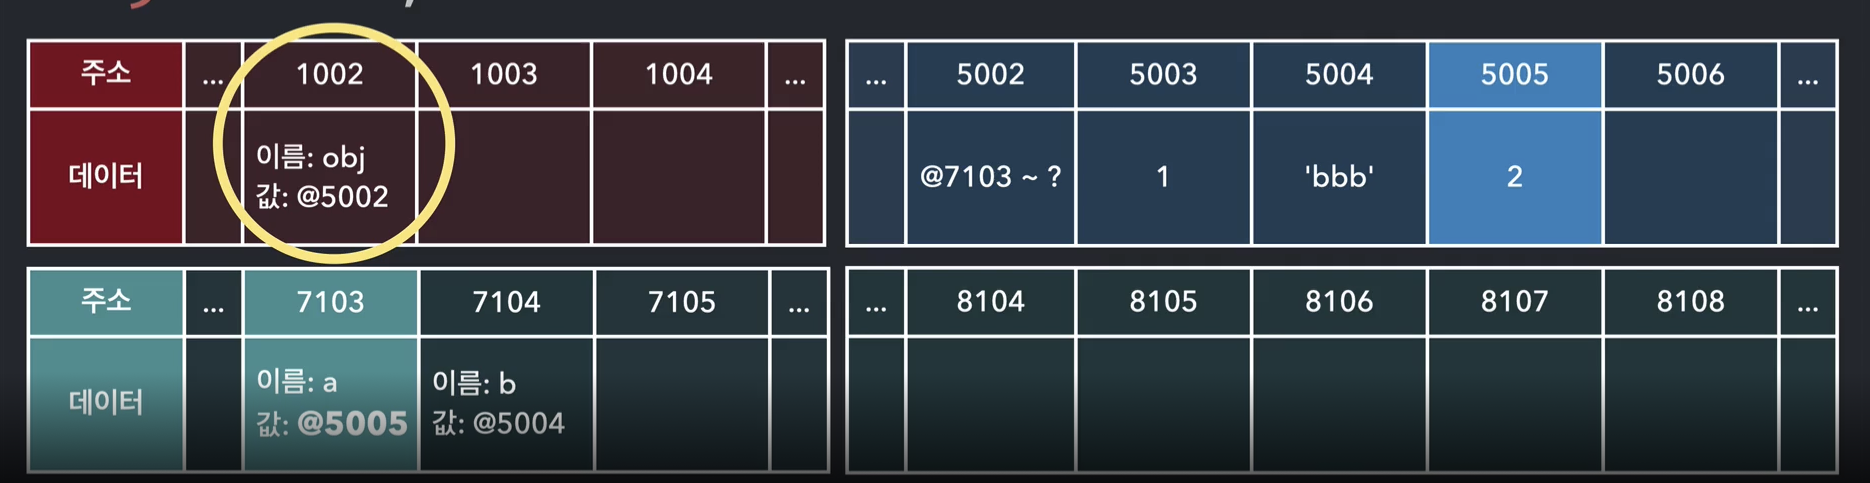 주소 ... 1002 1003 1004 ...
데이터 이름: obj
값: @5002
... 5002 5003 5004 5005 5006 ...
@7103 ~ ? 1 'bbb' 2
주소 ... 7103 7104 7105 ...
데이터 이름: a 이름: b
값: @5005 값: @5004
... 8104 8105 8106 8107 8108 ...